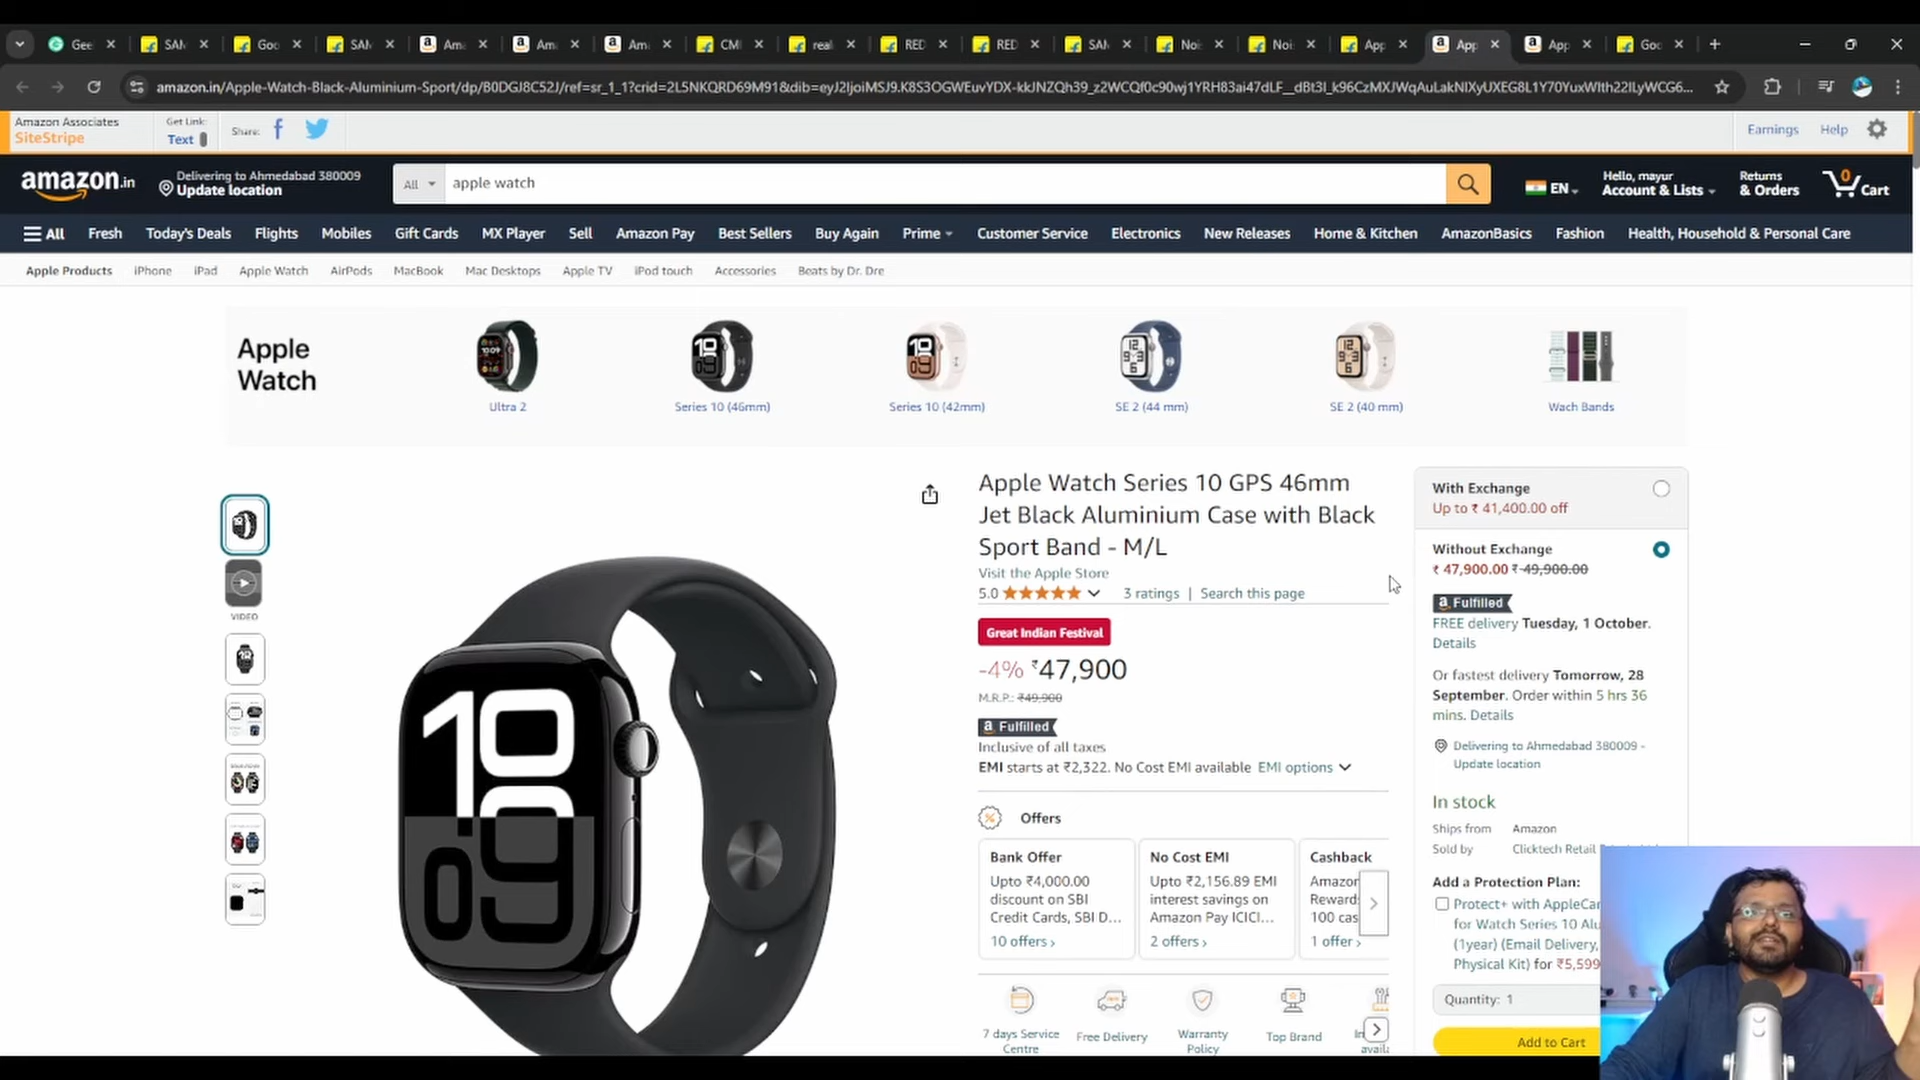 Gee
SAM
Goo
SAM
Ama
Ama
Ama
CMF
real
RED
RED
SAM
Noi
Noi
App
App
App
Goo
amazon.in/Apple-Watch-Black-Aluminium-Sport/dp/B0DGJ8C52J/ref=sr_1_1?crid=2L5NKQRD69M91&dib=
Amazon Associates
SiteStripe
Get Link:
Text
Share:
Earnings
Help
amazon.in
Delivering to Ahmedabad 380009
Update location
All
apple watch
EN
Hello, mayur
Account & Lists
Returns
& Orders
0
Cart
All
Fresh
Today's Deals
Flights
Mobiles
Gift Cards
MX Player
Sell
Amazon Pay
Best Sellers
Buy Again
Prime
Customer Service
Electronics
New Releases
Home & Kitchen
AmazonBasics
Fashion
Health, Household & Personal Care
Apple Products
iPhone
iPad
Apple Watch
AirPods
MacBook
Mac Desktops
Apple TV
iPod touch
Accessories
Beats by Dr. Dre
Apple
Watch
Ultra 2
Series 10 (46mm)
Series 10 (42mm)
SE 2 (44 mm)
SE 2 (40 mm)
Wach Bands
VIDEO
10
09
Apple Watch Series 10 GPS 46mm
Jet Black Aluminium Case with Black
Sport Band - M/L
Visit the Apple Store
5.0
3 ratings | Search this page
Great Indian Festival
-4% ₹47,900
M.R.P.: ₹49,900
a Fulfilled
Inclusive of all taxes
EMI starts at ₹2,322. No Cost EMI available EMI options
Offers
Bank Offer
Upto ₹4,000.00
discount on SBI
Credit Cards, SBI D...
10 offers
No Cost EMI
Upto ₹2,156.89 EMI
interest savings on
Amazon Pay ICICI...
2 offers
Cashback
Amazon
Reward:
100 cas
1 offer
7 days Service
Centre
Free Delivery
Warranty
Policy
Top Brand
With Exchange
Up to ₹ 41,400.00 off
Without Exchange
₹ 47,900.00 ₹ 49,900.00
a Fulfilled
FREE delivery Tuesday, 1 October.
Details
Or fastest delivery Tomorrow, 28
September. Order within 5 hrs 36
mins. Details
Delivering to Ahmedabad 380009 -
Update location
In stock
Ships from Amazon
Sold by Clicktech Retail
Add a Protection Plan:
Protect+ with AppleCar
for Watch Series 10 Alu
(1year) (Email Delivery,
Physical Kit) for ₹5,599
Quantity: 1
Add to Cart